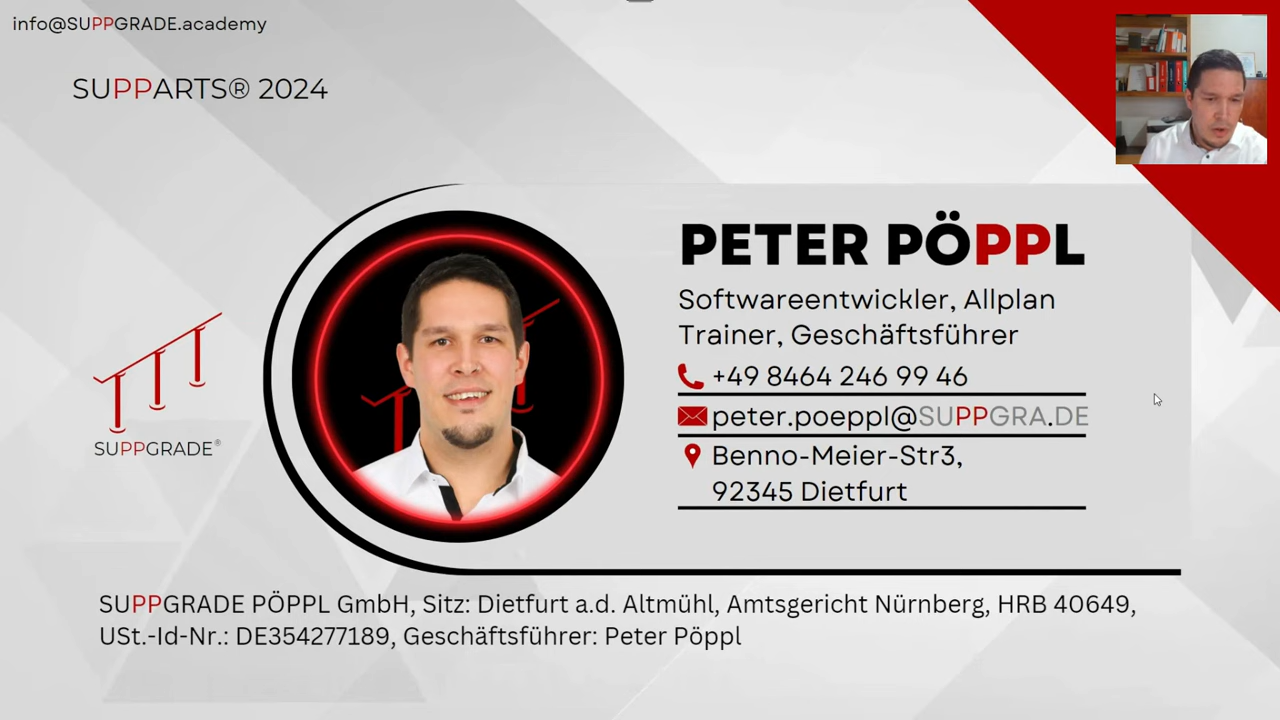 info@SUPPGRADE.academy
SUPPARTS® 2024
PETER PÖPPL
Softwareentwickler, Allplan
Trainer, Geschäftsführer
+49 8464 246 99 46
peter.poeppl@SUPPGRA.DE
Benno-Meier-Str3,
92345 Dietfurt
SUPPGRADE®
SUPPGRADE PÖPPL GmbH, Sitz: Dietfurt a.d. Altmühl, Amtsgericht Nürnberg, HRB 40649,
USt.-Id-Nr.: DE354277189, Geschäftsführer: Peter Pöppl